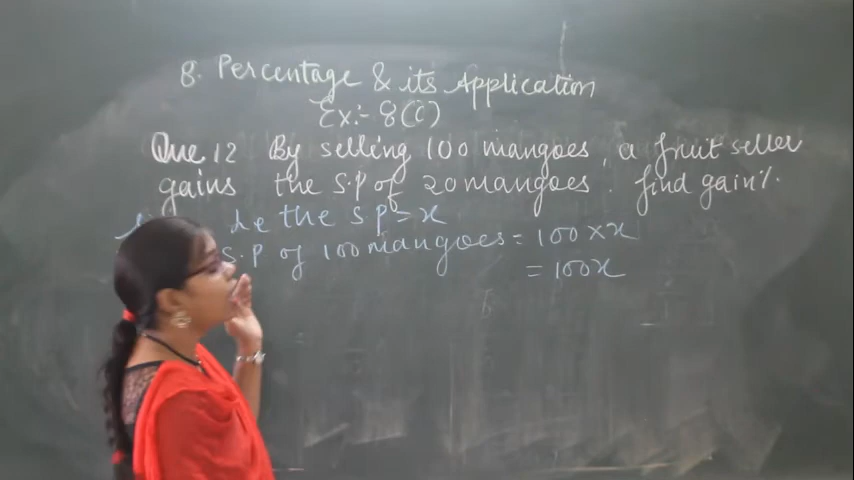 8. Percentage & its Application
Ex:- 8(C)
Que 12 By selling 100 mangoes, a fruit seller
gains the S.P of 20 mangoes. find gain%.
the S P = x
S.P of 100 mangoes = 100 × x
= 100x